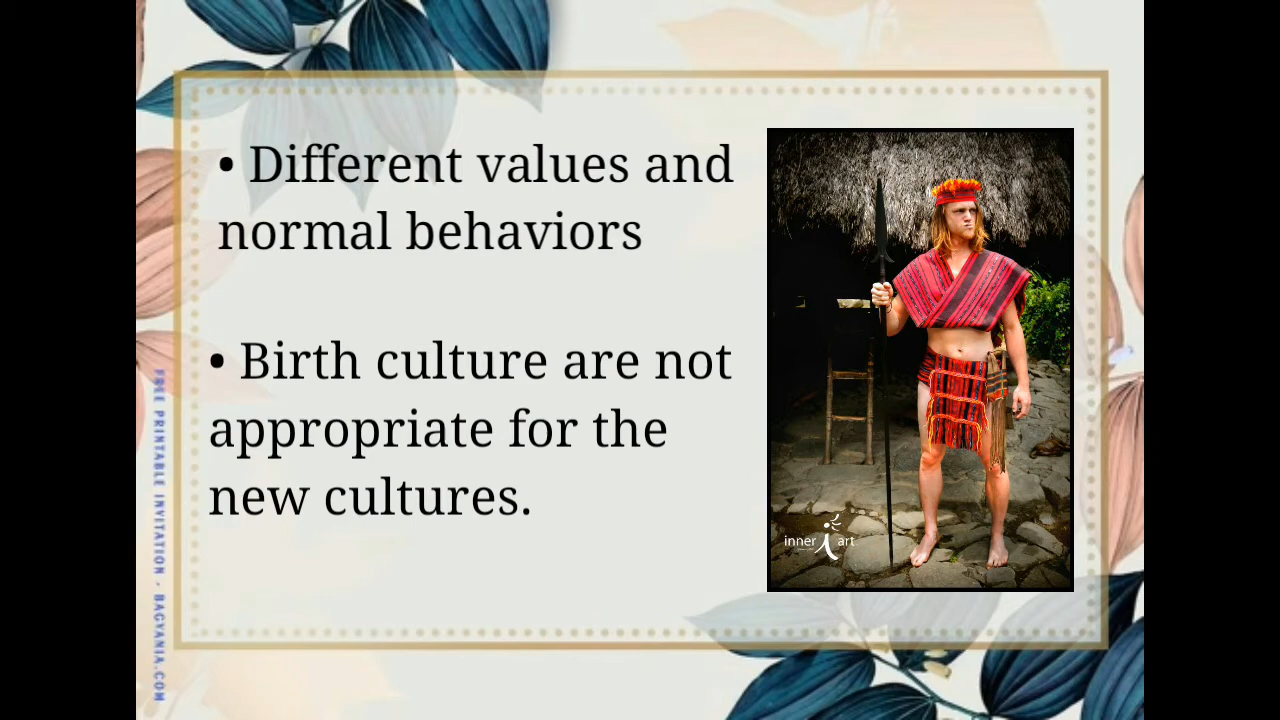 • Different values and
normal behaviors
• Birth culture are not
appropriate for the
new cultures.
inner art
FREE PRINTABLE INVITATION - BAGVANIA.COM